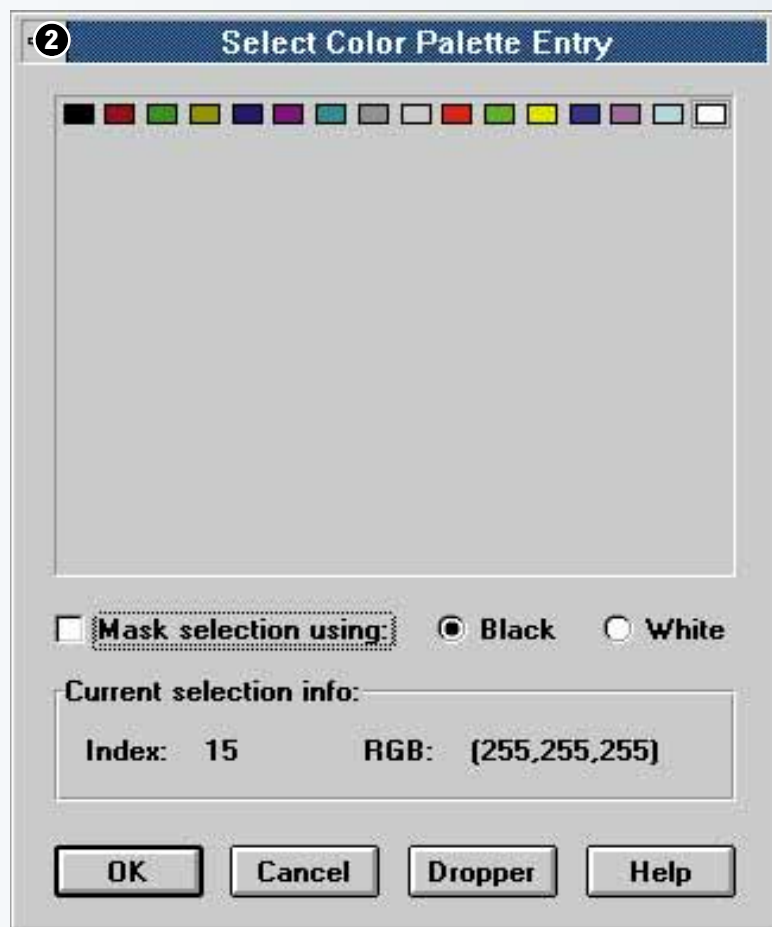 2
Select Color Palette Entry
Mask selection using: Black White
Current selection info:
Index: 15 RGB: (255,255,255)
OK Cancel Dropper Help